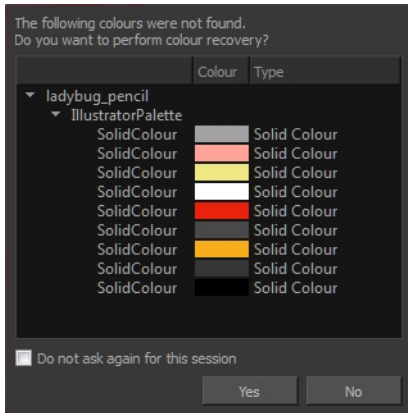 The following colours were not found.
Do you want to perform colour recovery?
Colour Type
ladybug_pencil
IllustratorPalette
SolidColour Solid Colour
SolidColour Solid Colour
SolidColour Solid Colour
SolidColour Solid Colour
SolidColour Solid Colour
SolidColour Solid Colour
SolidColour Solid Colour
SolidColour Solid Colour
SolidColour Solid Colour
Do not ask again for this session
Yes No